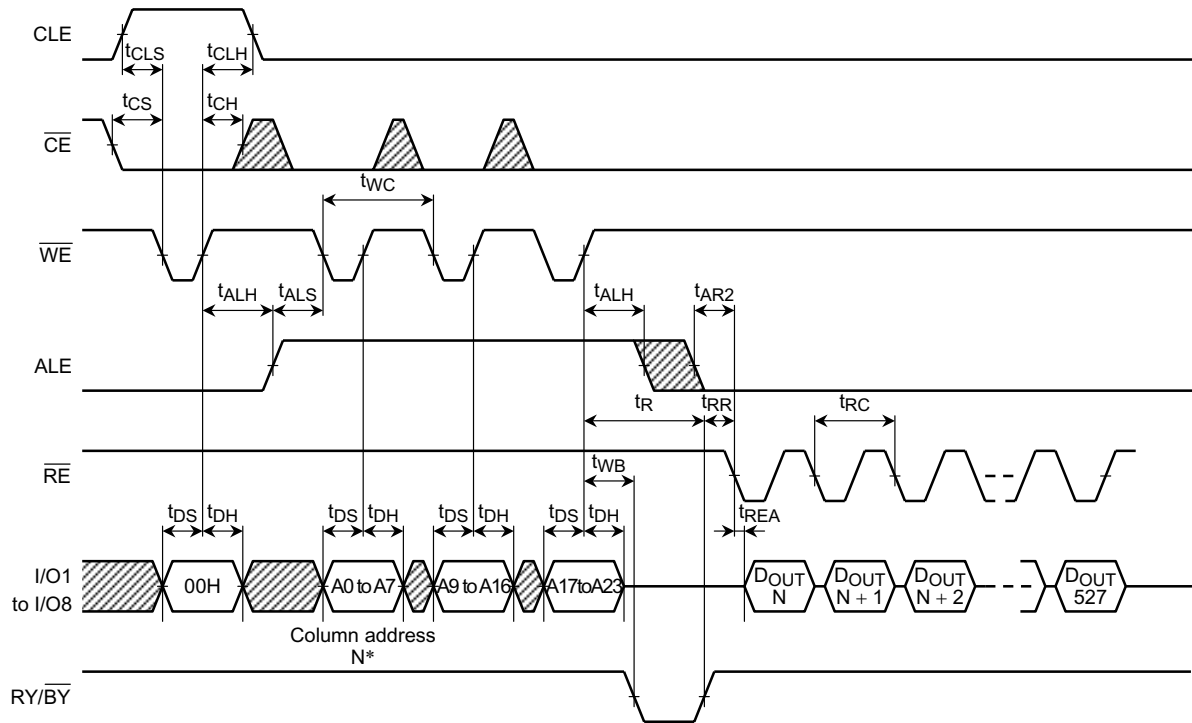 CLE
tCLS tCLH
tCS tCH
CE
tWC
WE
tALH tALS tALH tAR2
ALE
tR tRR tRC
RE
tWB
tDS tDH tDS tDH tDS tDH tDS tDH tREA
I/O1
to I/O8
00H A0 to A7 A9 to A16 A17 to A23 DOUT N DOUT N + 1 DOUT N + 2 DOUT 527
Column address
N*
RY/BY